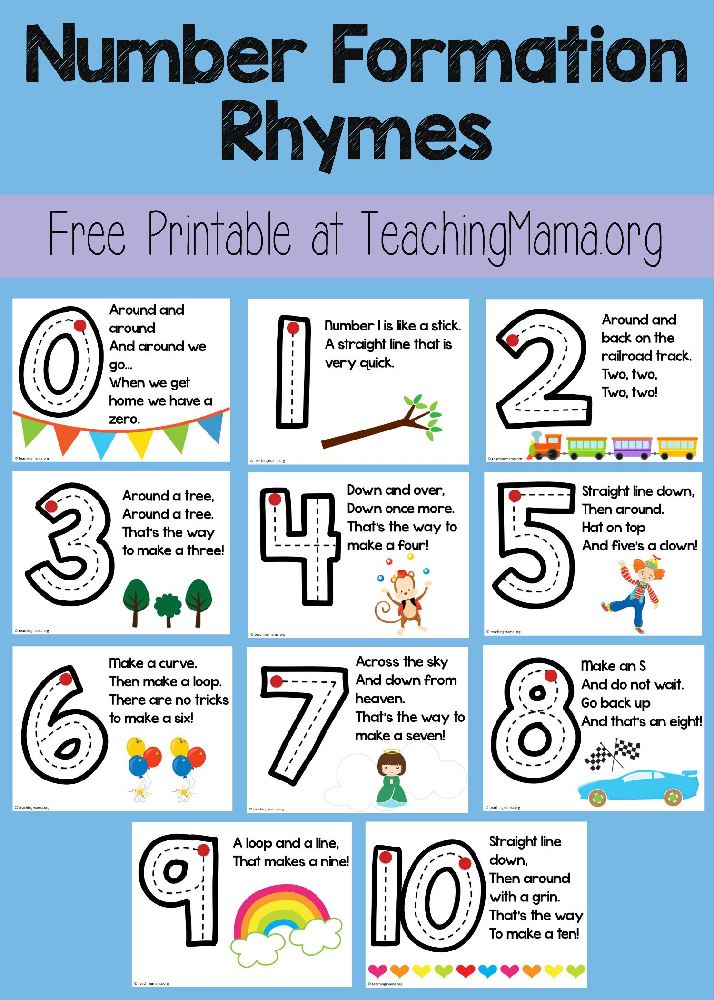 Number Formation
Rhymes
Free Printable at TeachingMama.org
0
Around and
around
And around we
go...
When we get
home we have a
zero.
© teachingmama.org
1
Number 1 is like a stick.
A straight line that is
very quick.
© teachingmama.org
2
Around and
back on the
railroad track.
Two, two,
Two, two!
© teachingmama.org
3
Around a tree,
Around a tree.
That's the way
to make a three!
© teachingmama.org
4
Down and over,
Down once more.
That's the way to
make a four!
© teachingmama.org
5
Straight line down,
Then around.
Hat on top
And five's a clown!
© teachingmama.org
6
Make a curve.
Then make a loop.
There are no tricks
to make a six!
© teachingmama.org
7
Across the sky
And down from
heaven.
That's the way to
make a seven!
© teachingmama.org
8
Make an S
And do not wait.
Go back up
And that's an eight!
© teachingmama.org
9
A loop and a line,
That makes a nine!
© teachingmama.org
10
Straight line
down,
Then around
with a grin.
That's the way
To make a ten!
© teachingmama.org